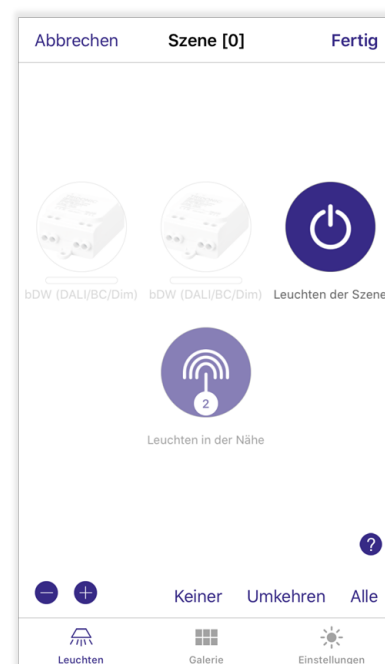 Abbrechen Szene [0] Fertig
bDW (DALI/BC/Dim) bDW (DALI/BC/Dim) Leuchten der Szene
2
Leuchten in der Nähe
?
Keiner Umkehren Alle
Leuchten Galerie Einstellungen